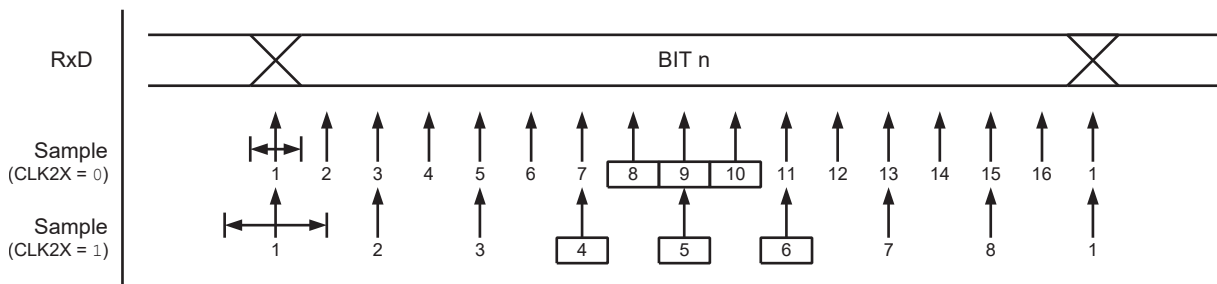 RxD BIT n
Sample
(CLK2X = 0) 1 2 3 4 5 6 7 8 9 10 11 12 13 14 15 16 1
Sample
(CLK2X = 1) 1 2 3 4 5 6 7 8 1